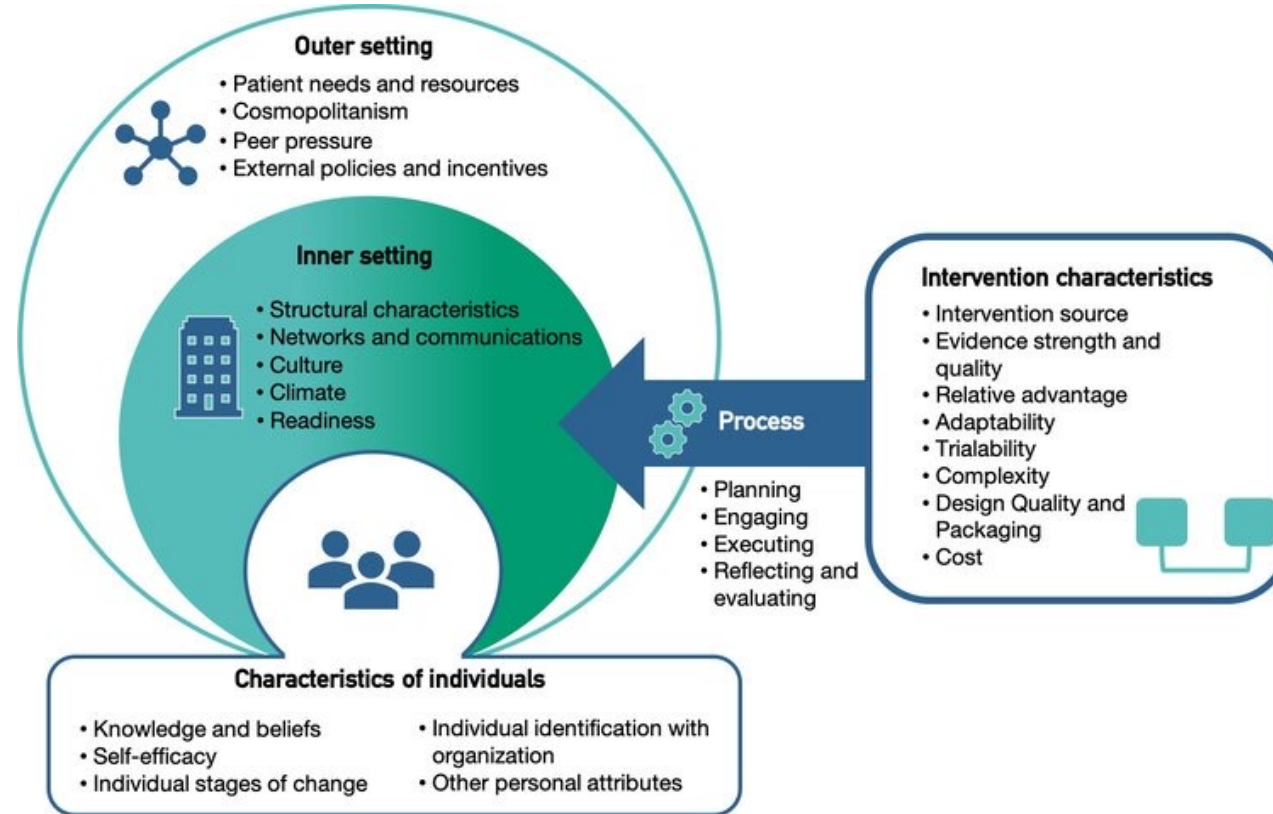 Outer setting
• Patient needs and resources
• Cosmopolitanism
• Peer pressure
• External policies and incentives
Inner setting
• Structural characteristics
• Networks and communications
• Culture
• Climate
• Readiness
Process
• Planning
• Engaging
• Executing
• Reflecting and
evaluating
Intervention characteristics
• Intervention source
• Evidence strength and
quality
• Relative advantage
• Adaptability
• Trialability
• Complexity
• Design Quality and
Packaging
• Cost
Characteristics of individuals
• Knowledge and beliefs
• Self-efficacy
• Individual stages of change
• Individual identification with
organization
• Other personal attributes